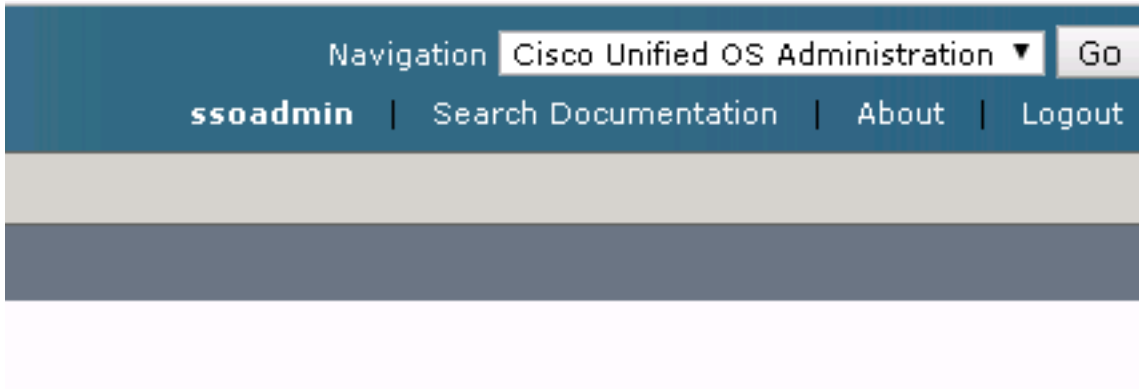 Navigation Cisco Unified OS Administration ▼ Go
ssoadmin | Search Documentation | About | Logout